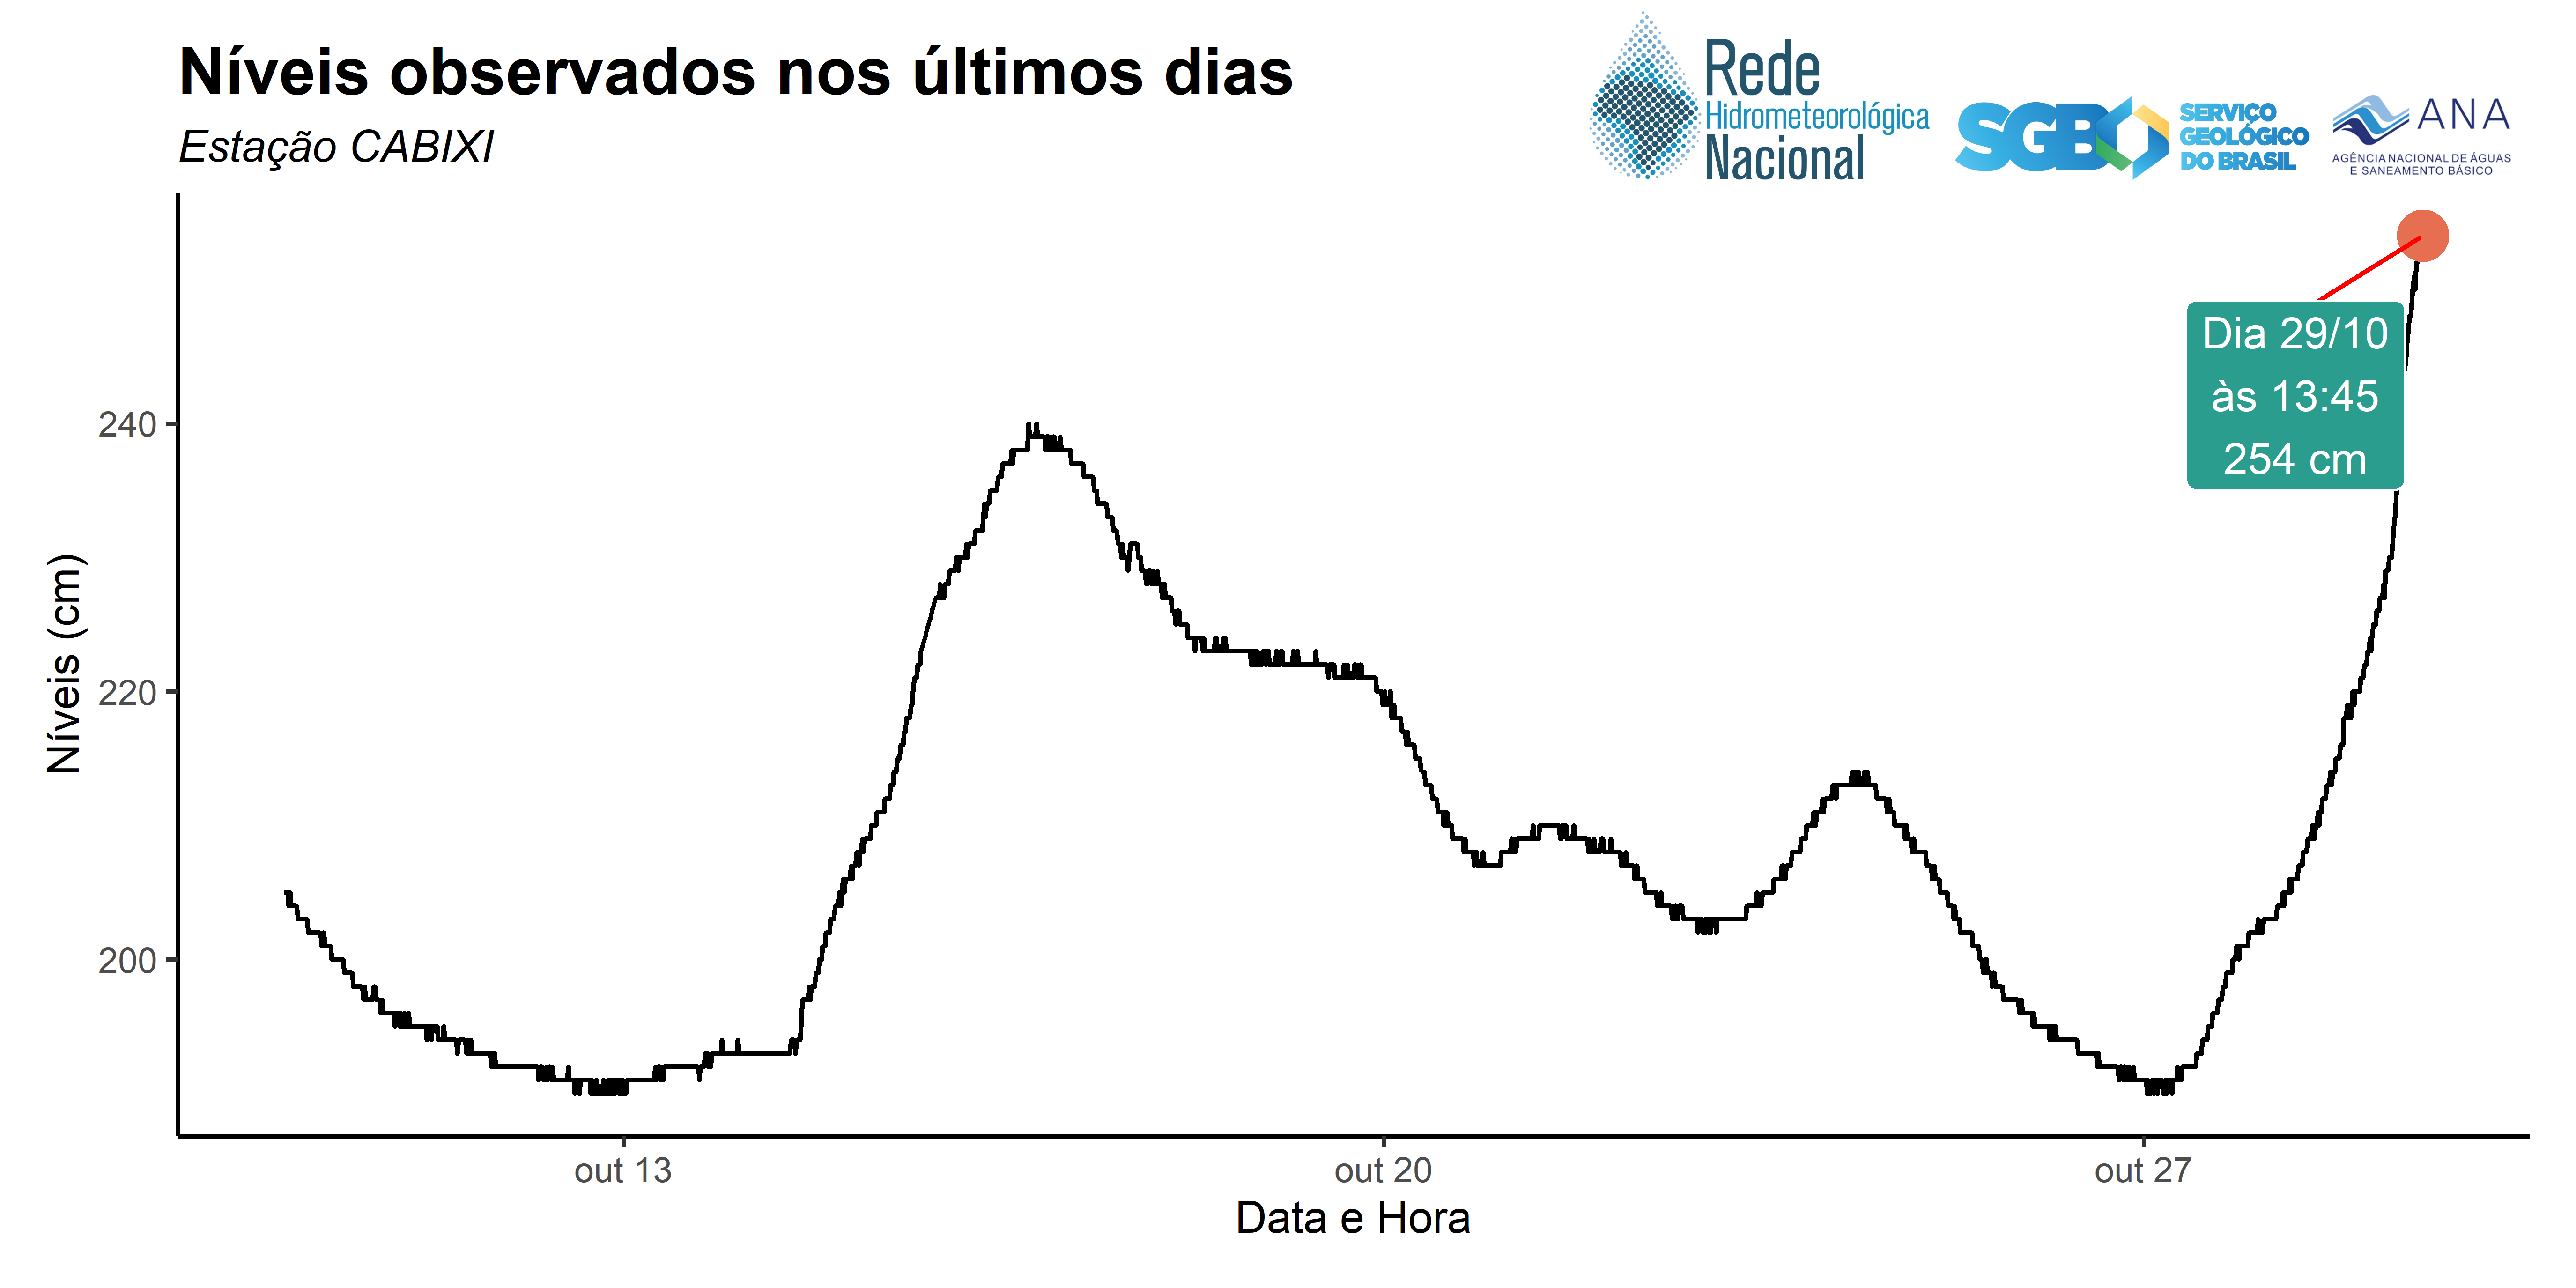 Níveis observados nos últimos dias
Estação CABIXI
Rede
Hidrometeorológica
Nacional
SGB
SERVIÇO
GEOLÓGICO
DO BRASIL
ANA
AGÊNCIA NACIONAL DE ÁGUAS
E SANEAMENTO BÁSICO
Dia 29/10
às 13:45
254 cm
Níveis (cm)
240
220
200
out 13
out 20
out 27
Data e Hora